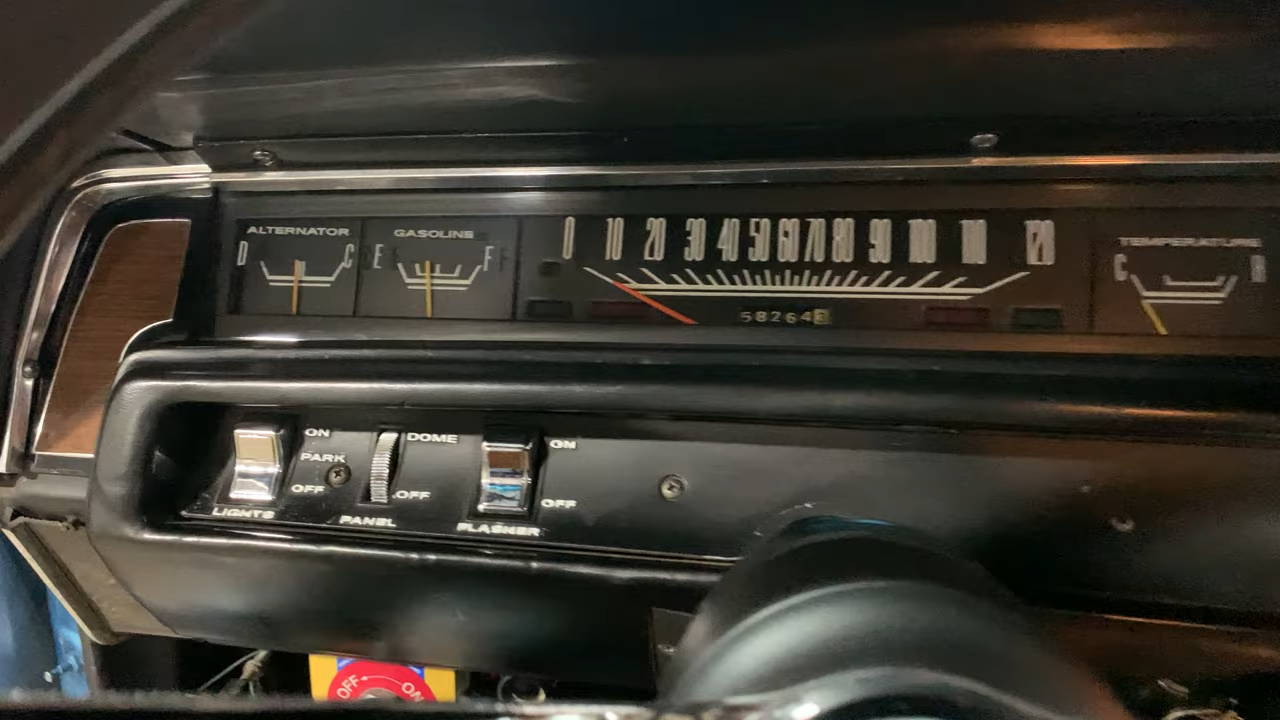 ALTERNATOR
D C
GASOLINE
E F
0 10 20 30 40 50 60 70 80 90 100 110 120
58264
TEMPERATURE
C H
ON
PARK
OFF
LIGHTS
DOME
OFF
PANEL
ON
OFF
FLASHER
OFF ON